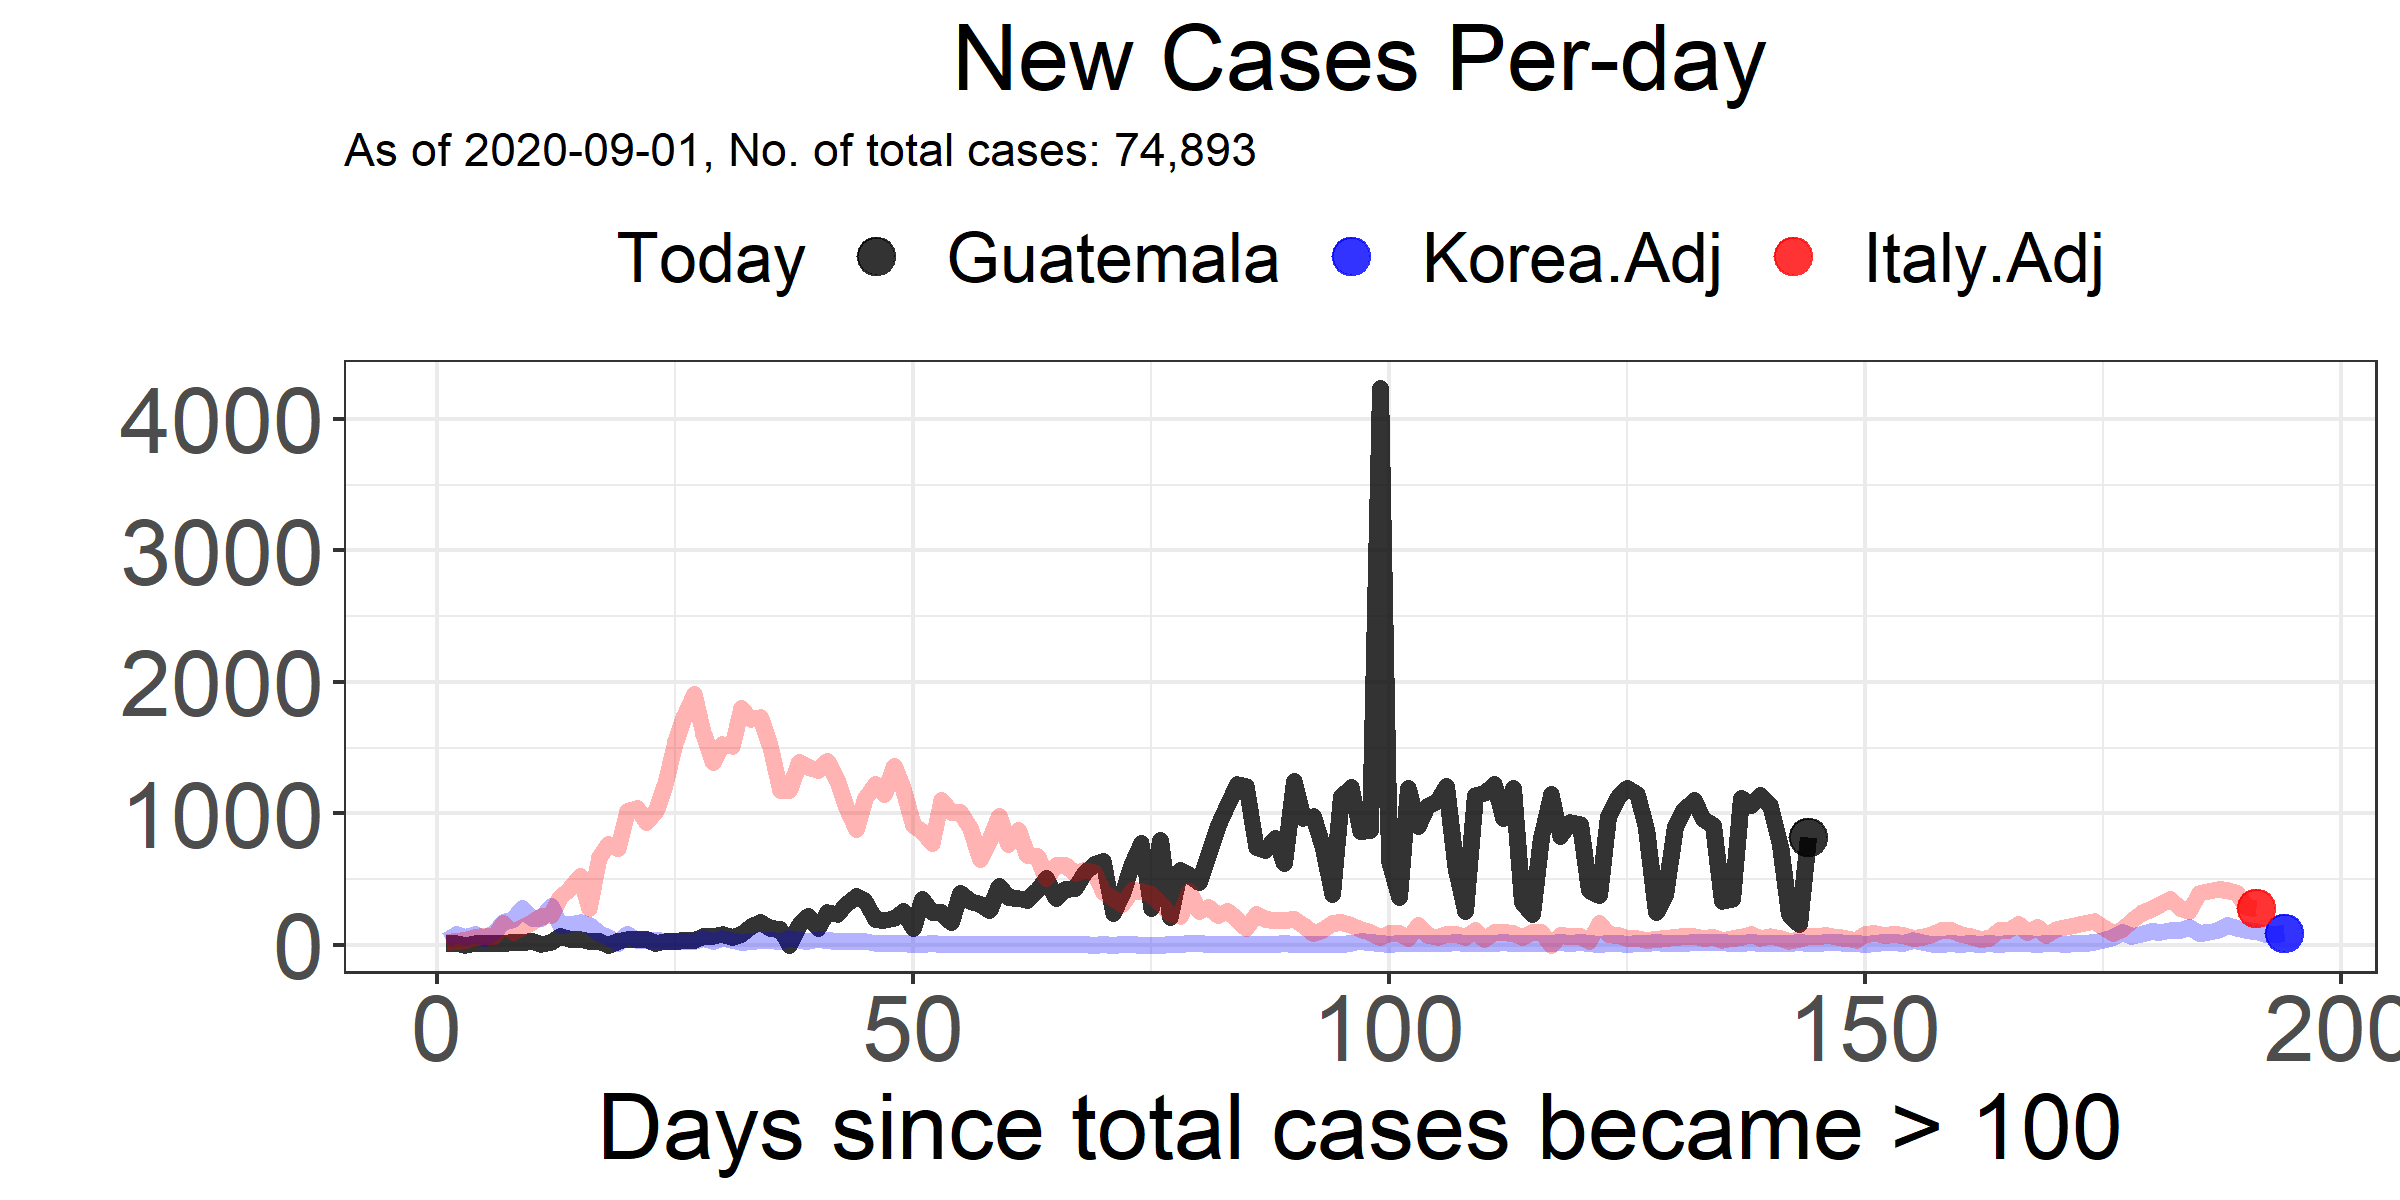 New Cases Per-day
As of 2020-09-01, No. of total cases: 74,893
Today Guatemala Korea.Adj Italy.Adj
4000
3000
2000
1000
0
0 50 100 150 200
Days since total cases became > 100